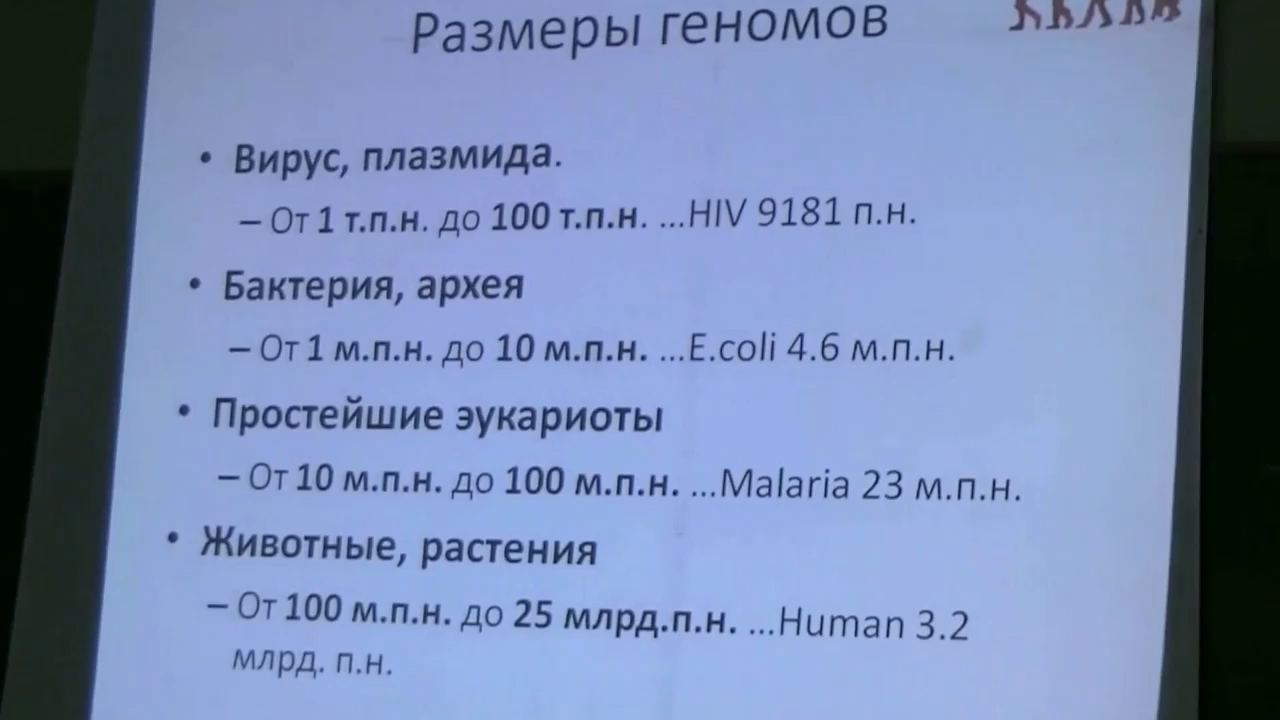 Размеры геномов
• Вирус, плазмида.
– От 1 т.п.н. до 100 т.п.н. ...HIV 9181 п.н.
• Бактерия, археа
– От 1 м.п.н. до 10 м.п.н. ...E.coli 4.6 м.п.н.
• Простейшие эукариоты
– От 10 м.п.н. до 100 м.п.н. ...Malaria 23 м.п.н.
• Животные, растения
– От 100 м.п.н. до 25 млрд.п.н. ...Human 3.2
млрд. п.н.